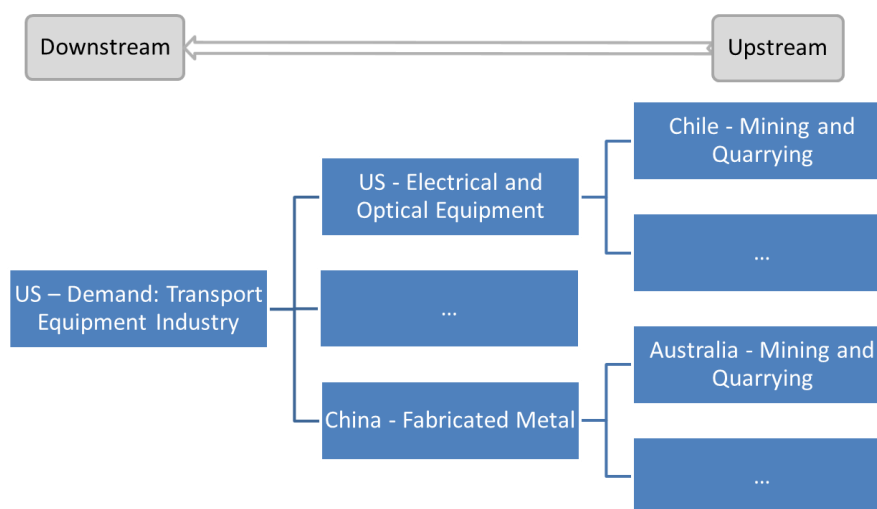 Downstream
Upstream
Chile - Mining and
Quarrying
US - Electrical and
Optical Equipment
…
US – Demand: Transport
Equipment Industry
…
Australia - Mining and
Quarrying
China - Fabricated Metal
…